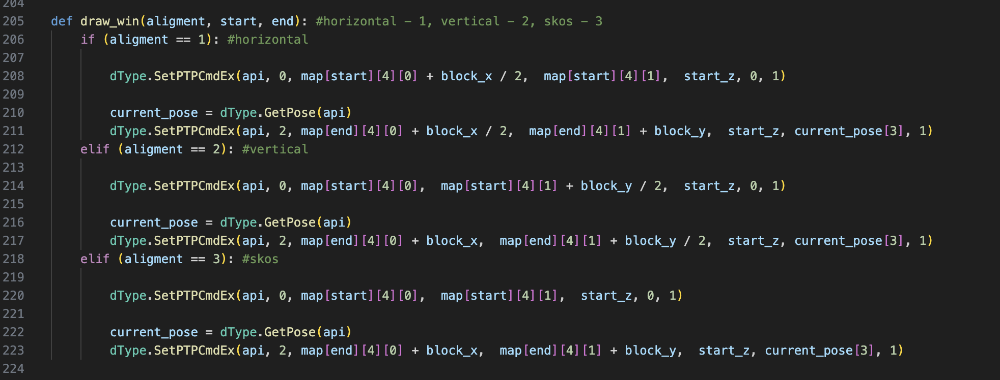 204
205 def draw_win(aligment, start, end): #horizontal - 1, vertical - 2, skos - 3
206 if (aligment == 1): #horizontal
207
208 dType.SetPTPCmdEx(api, 0, map[start][4][0] + block_x / 2,  map[start][4][1],  start_z, 0, 1)
209
210 current_pose = dType.GetPose(api)
211 dType.SetPTPCmdEx(api, 2, map[end][4][0] + block_x / 2,  map[end][4][1] + block_y,  start_z, current_pose[3], 1)
212 elif (aligment == 2): #vertical
213
214 dType.SetPTPCmdEx(api, 0, map[start][4][0],  map[start][4][1] + block_y / 2,  start_z, 0, 1)
215
216 current_pose = dType.GetPose(api)
217 dType.SetPTPCmdEx(api, 2, map[end][4][0] + block_x,  map[end][4][1] + block_y / 2,  start_z, current_pose[3], 1)
218 elif (aligment == 3): #skos
219
220 dType.SetPTPCmdEx(api, 0, map[start][4][0],  map[start][4][1],  start_z, 0, 1)
221
222 current_pose = dType.GetPose(api)
223 dType.SetPTPCmdEx(api, 2, map[end][4][0] + block_x,  map[end][4][1] + block_y,  start_z, current_pose[3], 1)
224